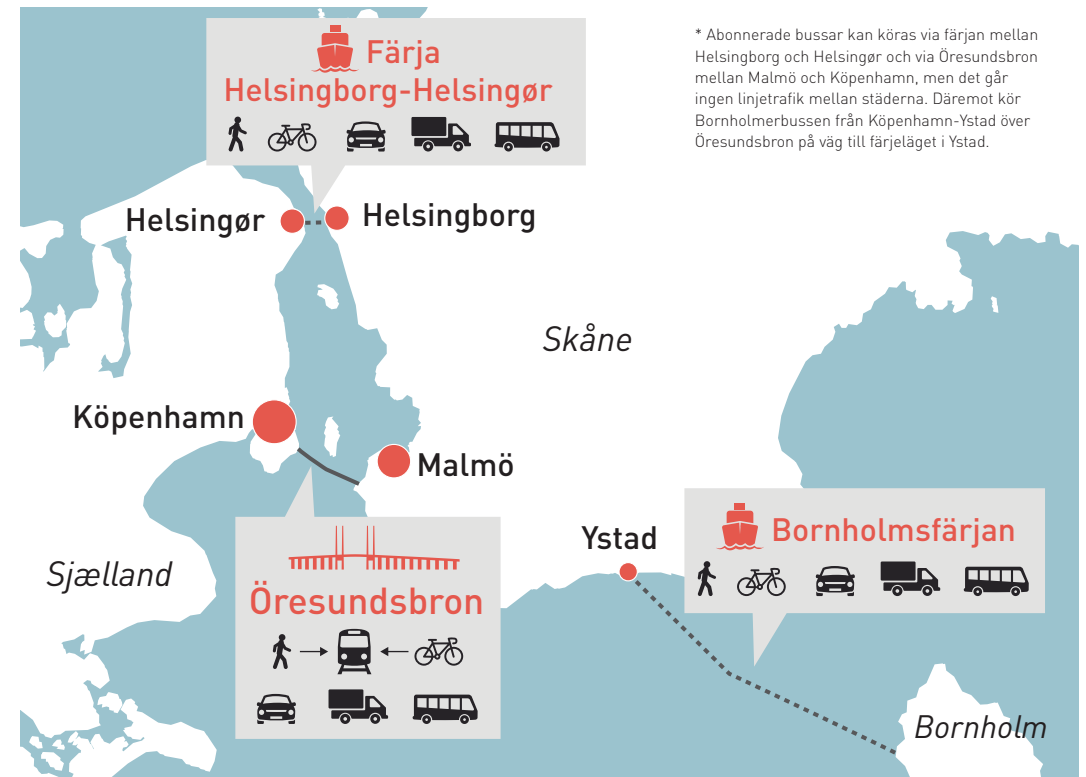 Färja
Helsingborg-Helsingør
* Abonnerade bussar kan köras via färjan mellan
Helsingborg och Helsingør och via Öresundsbron
mellan Malmö och Köpenhamn, men det går
ingen linjetrafik mellan städerna. Däremot kör
Bornholmerbussen från Köpenhamn-Ystad över
Öresundsbron på väg till färjeläget i Ystad.
Helsingør
Helsingborg
Skåne
Köpenhamn
Malmö
Ystad
Bornholmsfärjan
Sjælland
Öresundsbron
Bornholm